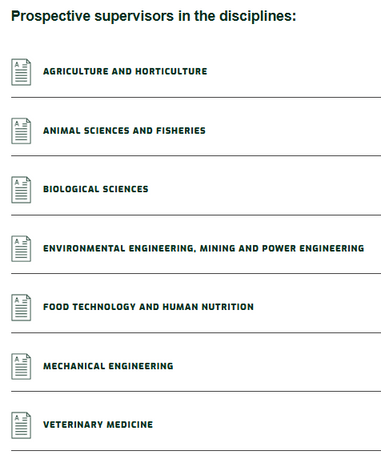 Prospective supervisors in the disciplines:
AGRICULTURE AND HORTICULTURE
ANIMAL SCIENCES AND FISHERIES
BIOLOGICAL SCIENCES
ENVIRONMENTAL ENGINEERING, MINING AND POWER ENGINEERING
FOOD TECHNOLOGY AND HUMAN NUTRITION
MECHANICAL ENGINEERING
VETERINARY MEDICINE